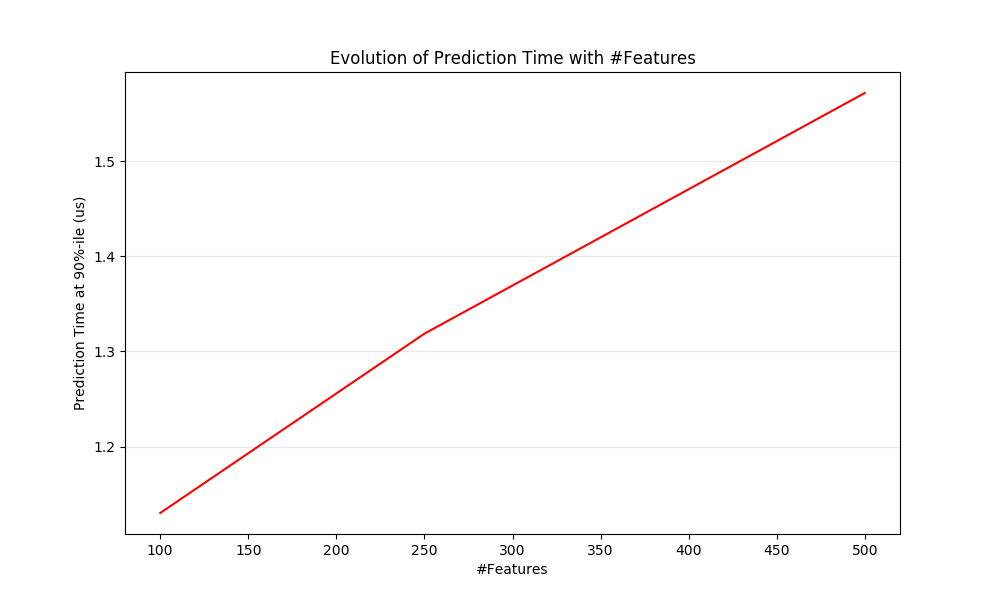 Evolution of Prediction Time with #Features
Prediction Time at 90%-ile (us)
1.5
1.4
1.3
1.2
100 150 200 250 300 350 400 450 500
#Features